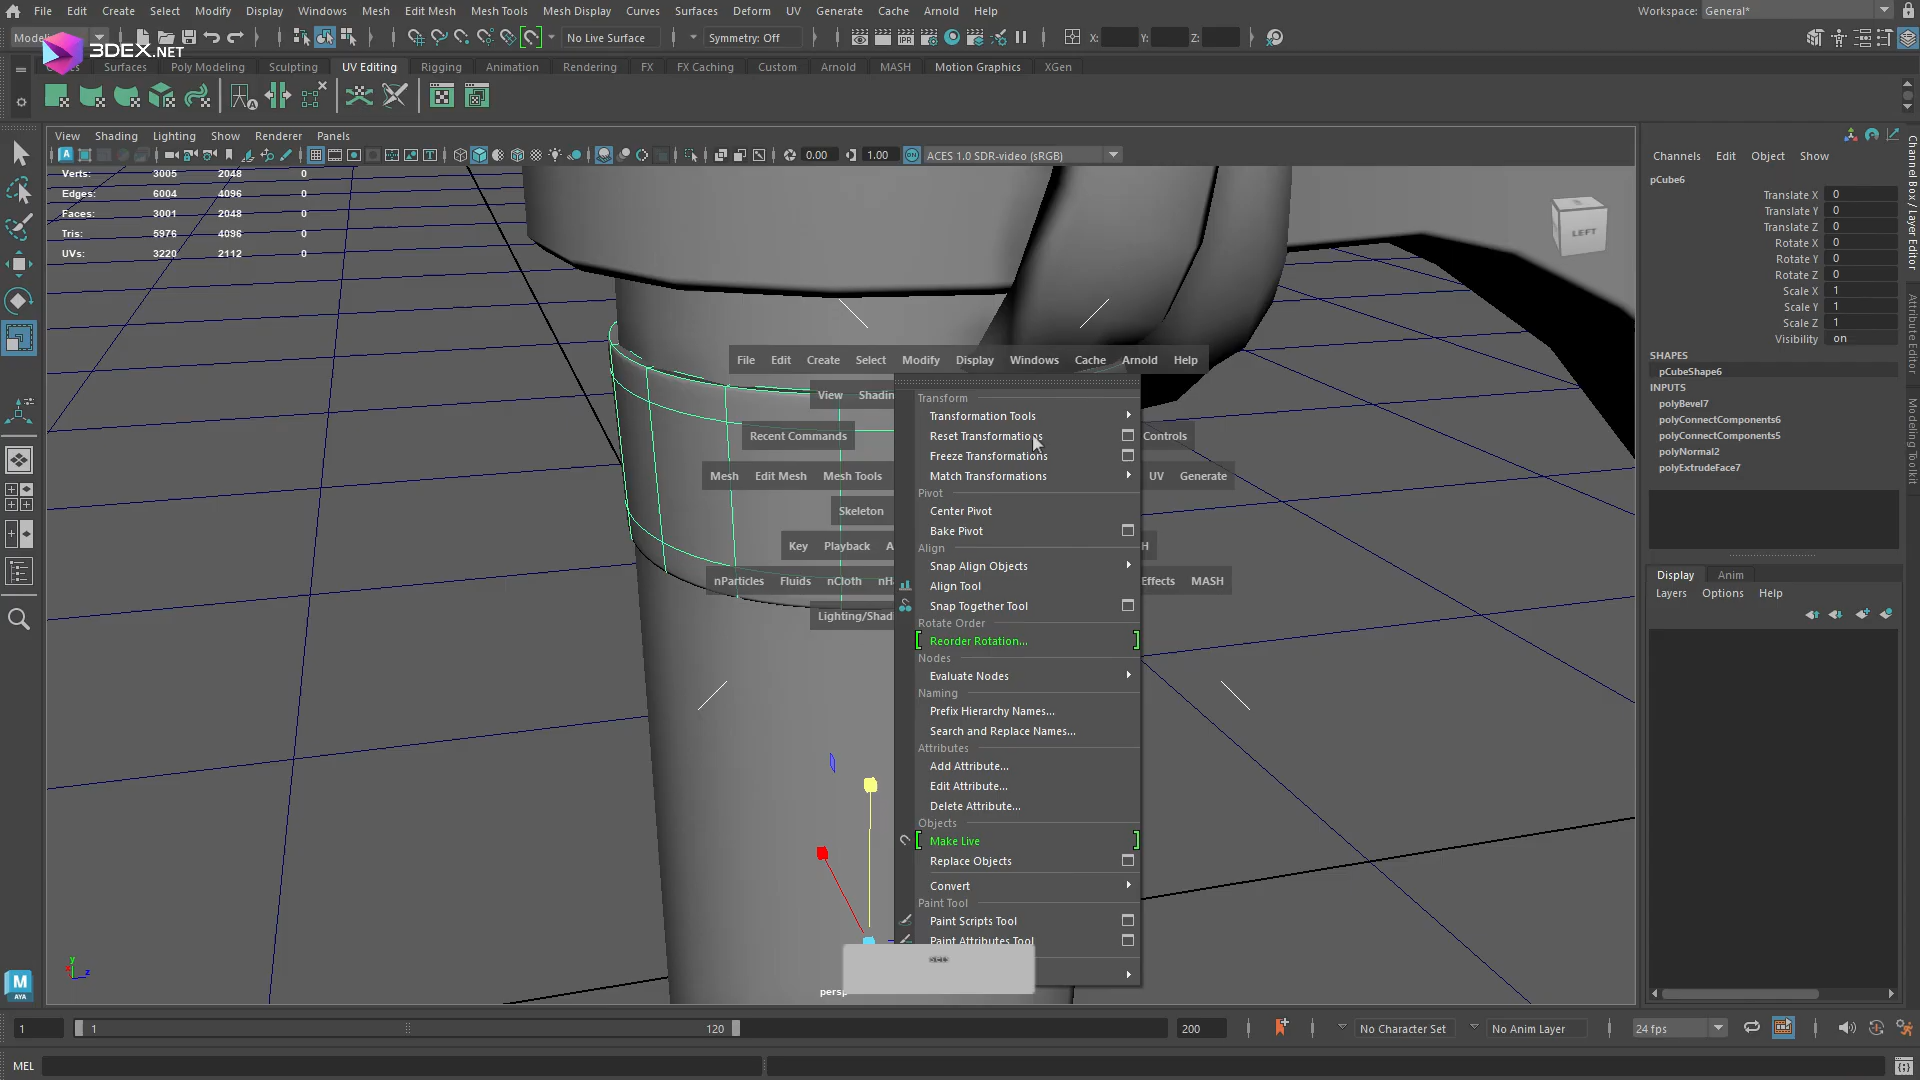 File Edit Create Select Modify Display Windows Mesh Edit Mesh Mesh Tools Mesh Display Curves Surfaces Deform UV Generate Cache Arnold Help
Workspace: General*
No Live Surface
Symmetry: Off
X:
Y:
Z:
3DEX.NET
Surfaces Poly Modeling Sculpting UV Editing Rigging Animation Rendering FX FX Caching Custom Arnold MASH Motion Graphics XGen
View Shading Lighting Show Renderer Panels
0.00
1.00
ACES 1.0 SDR-video (sRGB)
Verts: 3005 2048 0
Edges: 6004 4096 0
Faces: 3001 2048 0
Tris: 5976 4096 0
UVs: 3220 2112 0
LEFT
File Edit Create Select Modify Display Windows Cache Arnold Help
View
Recent Commands
Controls
Mesh Edit Mesh Mesh Tools
UV Generate
Skeleton
Key Playback
nParticles Fluids nCloth
Effects MASH
Transform
Transformation Tools
Reset Transformations
Freeze Transformations
Match Transformations
Pivot
Center Pivot
Bake Pivot
Align
Snap Align Objects
Align Tool
Snap Together Tool
Rotate Order
Reorder Rotation...
Nodes
Evaluate Nodes
Naming
Prefix Hierarchy Names...
Search and Replace Names...
Attributes
Add Attribute...
Edit Attribute...
Delete Attribute...
Objects
Make Live
Replace Objects
Convert
Paint Tool
Paint Scripts Tool
Paint Attributes Tool
persp
y
z
Channels Edit Object Show
pCube6
Translate X 0
Translate Y 0
Translate Z 0
Rotate X 0
Rotate Y 0
Rotate Z 0
Scale X 1
Scale Y 1
Scale Z 1
Visibility on
SHAPES
pCubeShape6
INPUTS
polyBevel7
polyConnectComponents6
polyConnectComponents5
polyNormal2
polyExtrudeFace7
Display Anim
Layers Options Help
Channel Box / Layer Editor
Attribute Editor
Modeling Toolkit
M
AYA
1
1
120
200
No Character Set
No Anim Layer
24 fps
MEL